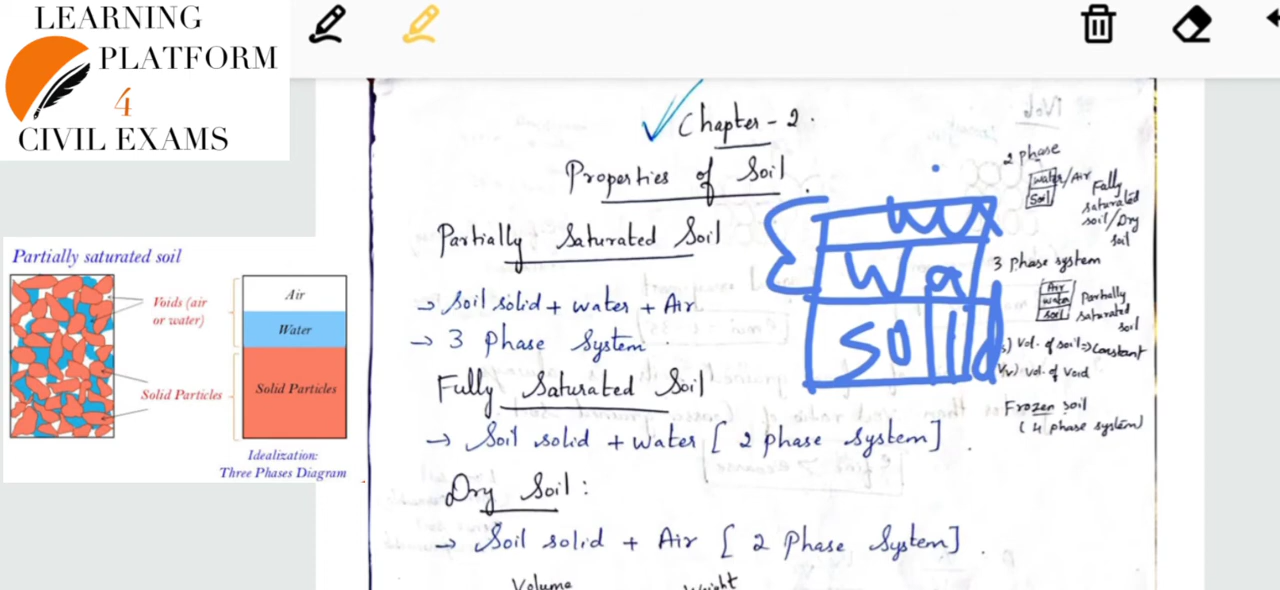 LEARNING
PLATFORM
4
CIVIL EXAMS
Chapter - 2.
Properties of Soil
Partially Saturated Soil
→ Soil solid + water + Air
→ 3 Phase System
Fully Saturated Soil
→ Soil solid + Water [ 2 phase System ] .
Dry Soil :
→ Soil solid + Air [ 2 Phase System ] .
Volume
Weight
Wa
SOlid
2 phase
Water/Air
Soil
Fully
saturated
soil/Dry
soil
3 Phase system
Air
Water
Soil
Partially
saturated
soil
) Vol. of soil => Constant
Vv) Vol. of Void
Frozen soil
( 4 phase system)
Partially saturated soil
Voids (air
or water)
Solid Particles
Air
Water
Solid Particles
Idealization:
Three Phases Diagram